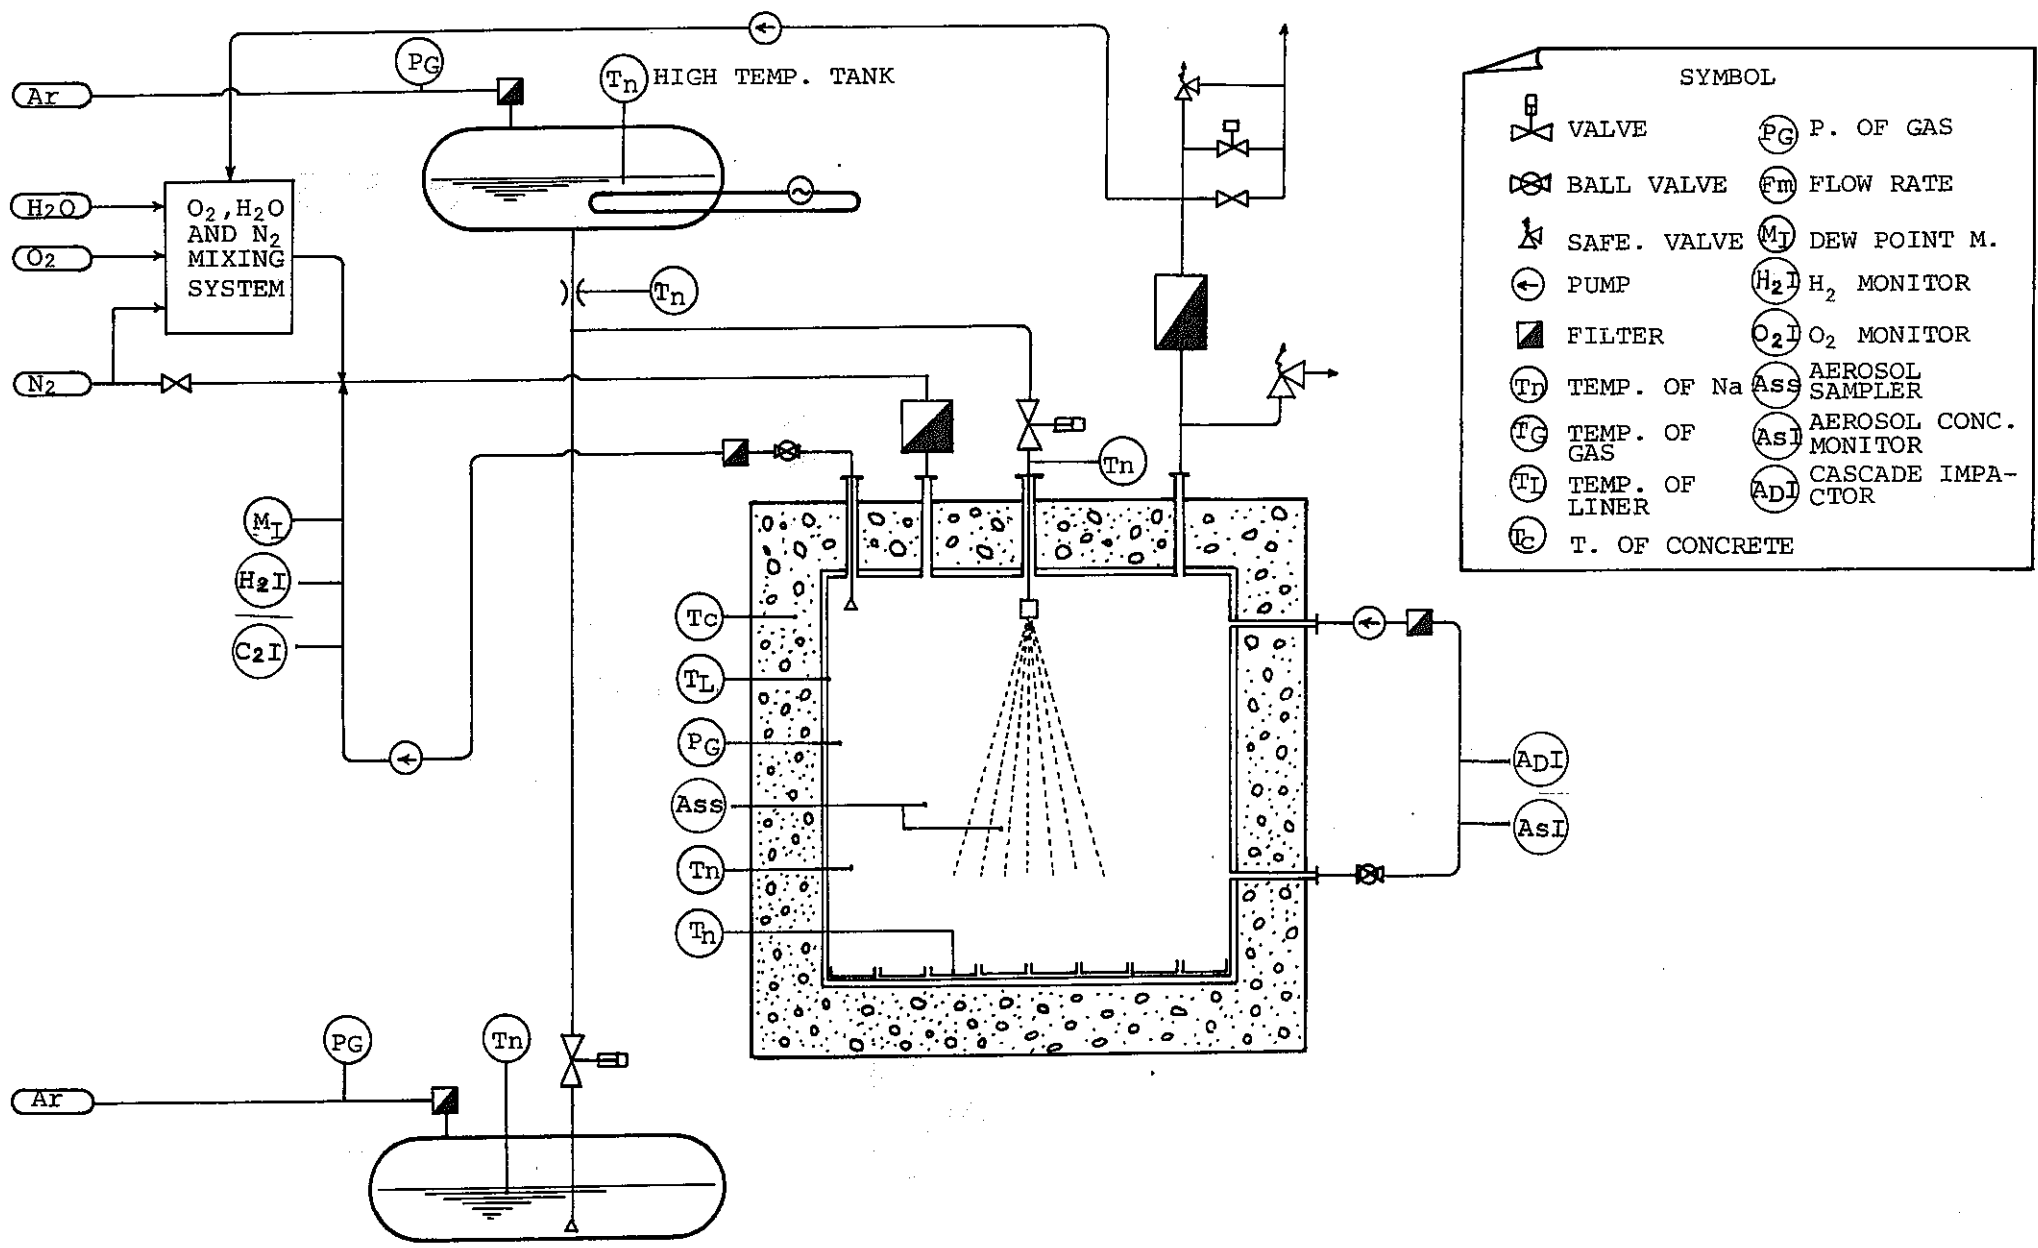 PG
Tn HIGH TEMP. TANK
Ar
H2O
O2
N2
O2,H2O
AND N2
MIXING
SYSTEM
Tn
Tn
MI
H2I
C2I
Tc
TL
PG
Ass
Tn
Tn
ADI
AsI
PG
Tn
Ar
SYMBOL
VALVE
BALL VALVE
SAFE. VALVE
PUMP
FILTER
Tn TEMP. OF Na
TG TEMP. OF
GAS
TL TEMP. OF
LINER
Tc T. OF CONCRETE
PG P. OF GAS
Fm FLOW RATE
MI DEW POINT M.
H2I H2 MONITOR
O2I O2 MONITOR
Ass AEROSOL
SAMPLER
AsI AEROSOL CONC.
MONITOR
ADI CASCADE IMPA-
CTOR